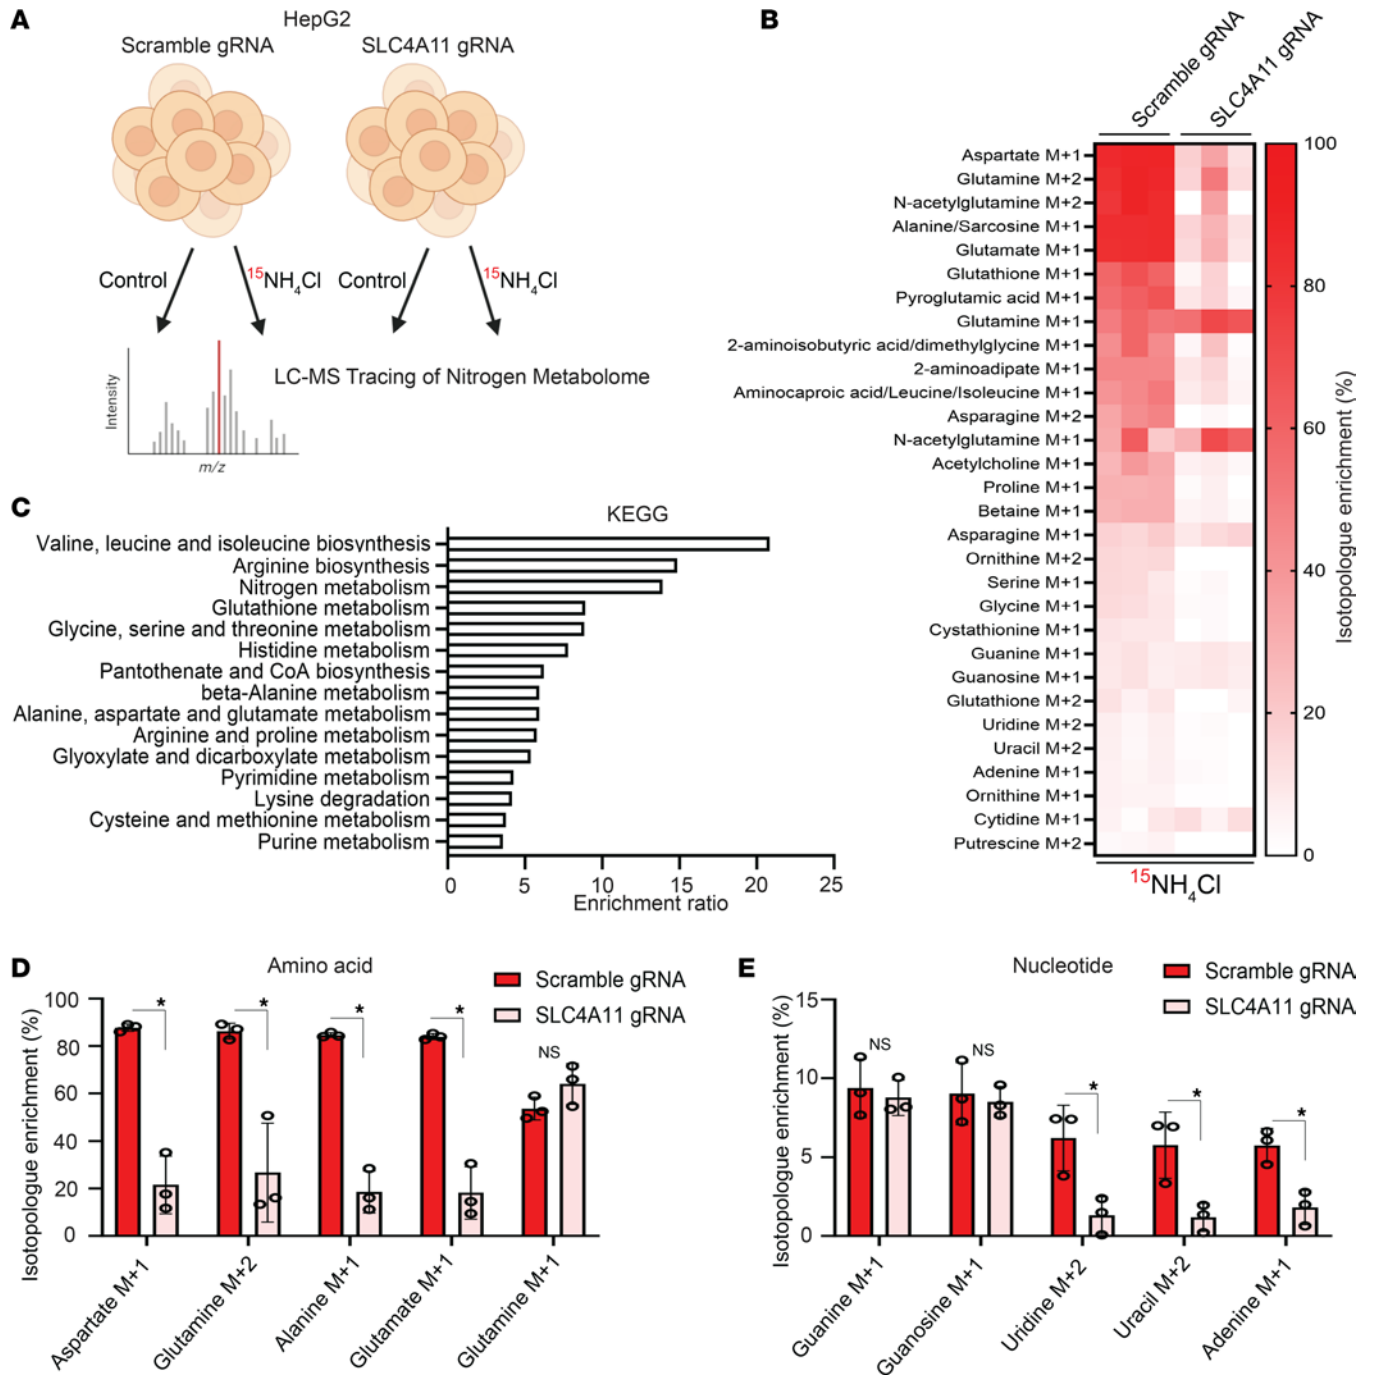 A
HepG2
Scramble gRNA
SLC4A11 gRNA
Control
15NH4Cl
Control
15NH4Cl
Intensity
m/z
LC-MS Tracing of Nitrogen Metabolome
B
Scramble gRNA
SLC4A11 gRNA
Aspartate M+1
Glutamine M+2
N-acetylglutamine M+2
Alanine/Sarcosine M+1
Glutamate M+1
Glutathione M+1
Pyroglutamic acid M+1
Glutamine M+1
2-aminoisobutyric acid/dimethylglycine M+1
2-aminoadipate M+1
Aminocaproic acid/Leucine/Isoleucine M+1
Asparagine M+2
N-acetylglutamine M+1
Acetylcholine M+1
Proline M+1
Betaine M+1
Asparagine M+1
Ornithine M+2
Serine M+1
Glycine M+1
Cystathionine M+1
Guanine M+1
Guanosine M+1
Glutathione M+2
Uridine M+2
Uracil M+2
Adenine M+1
Ornithine M+1
Cytidine M+1
Putrescine M+2
15NH4Cl
100
80
60
40
20
0
Isotopologue enrichment (%)
C
KEGG
Valine, leucine and isoleucine biosynthesis
Arginine biosynthesis
Nitrogen metabolism
Glutathione metabolism
Glycine, serine and threonine metabolism
Histidine metabolism
Pantothenate and CoA biosynthesis
beta-Alanine metabolism
Alanine, aspartate and glutamate metabolism
Arginine and proline metabolism
Glyoxylate and dicarboxylate metabolism
Pyrimidine metabolism
Lysine degradation
Cysteine and methionine metabolism
Purine metabolism
0 5 10 15 20 25
Enrichment ratio
D
Amino acid
Scramble gRNA
SLC4A11 gRNA
Isotopologue enrichment (%)
100
80
60
40
20
0
* * * * NS
Aspartate M+1
Glutamine M+2
Alanine M+1
Glutamate M+1
Glutamine M+1
E
Nucleotide
Scramble gRNA
SLC4A11 gRNA
Isotopologue enrichment (%)
15
10
5
0
NS NS * * *
Guanine M+1
Guanosine M+1
Uridine M+2
Uracil M+2
Adenine M+1